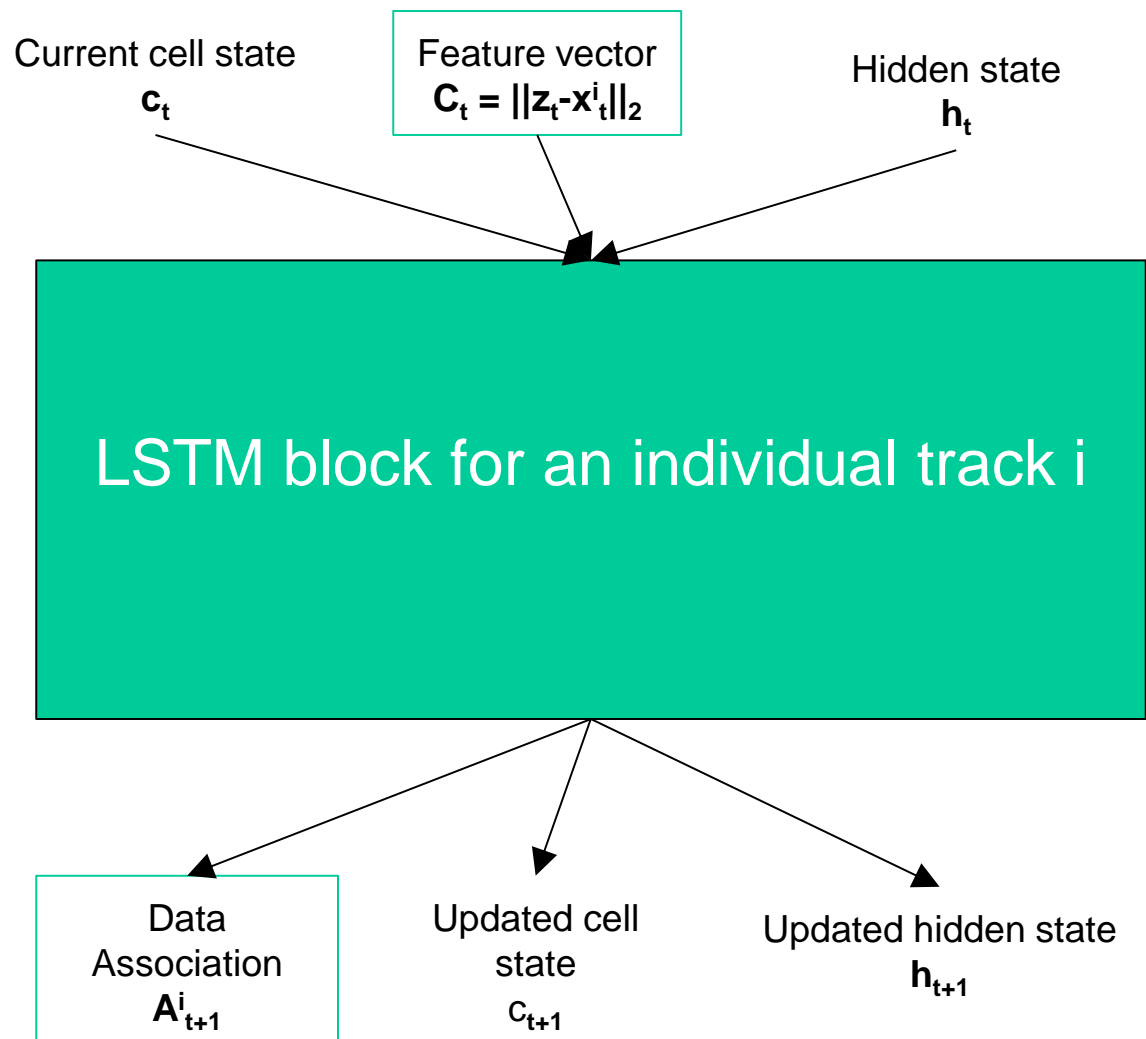 Current cell state
c_t
Feature vector
C_t = ||z_t-x^i_t||_2
Hidden state
h_t
LSTM block for an individual track i
Data
Association
A^i_t+1
Updated cell
state
c_t+1
Updated hidden state
h_t+1